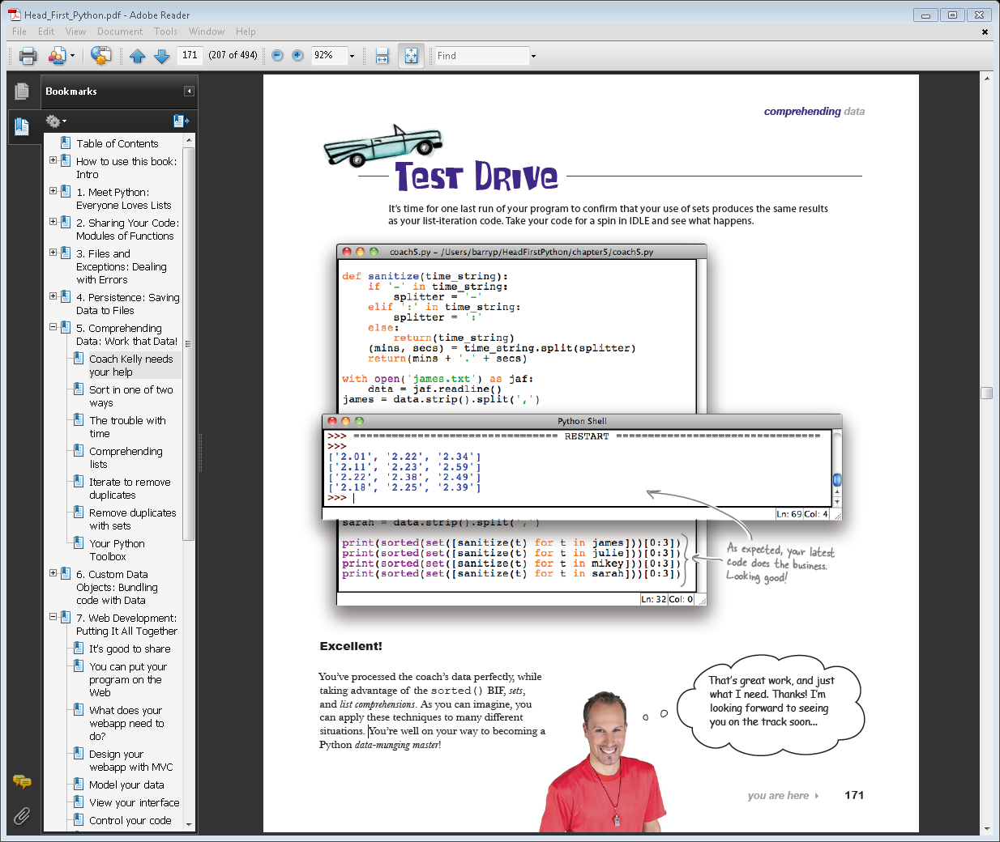 Head_First_Python.pdf - Adobe Reader
File Edit View Document Tools Window Help
171 (207 of 494) 92% Find
Bookmarks
Table of Contents
How to use this book:
Intro
1. Meet Python:
Everyone Loves Lists
2. Sharing Your Code:
Modules of Functions
3. Files and
Exceptions: Dealing
with Errors
4. Persistence: Saving
Data to Files
5. Comprehending
Data: Work that Data!
Coach Kelly needs
your help
Sort in one of two
ways
The trouble with
time
Comprehending
lists
Iterate to remove
duplicates
Remove duplicates
with sets
Your Python
Toolbox
6. Custom Data
Objects: Bundling
code with Data
7. Web Development:
Putting It All Together
It's good to share
You can put your
program on the
Web
What does your
webapp need to
do?
Design your
webapp with MVC
Model your data
View your interface
Control your code
comprehending data
Test Drive
It's time for one last run of your program to confirm that your use of sets produces the same results
as your list-iteration code. Take your code for a spin in IDLE and see what happens.
coach5.py - /Users/barryp/HeadFirstPython/chapter5/coach5.py
def sanitize(time_string):
    if '-' in time_string:
        splitter = '-'
    elif ':' in time_string:
        splitter = ':'
    else:
        return(time_string)
    (mins, secs) = time_string.split(splitter)
    return(mins + '.' + secs)
with open('james.txt') as jaf:
    data = jaf.readline()
james = data.strip().split(',')
Python Shell
>>> ================================ RESTART ================================
>>>
['2.01', '2.22', '2.34']
['2.11', '2.23', '2.59']
['2.22', '2.38', '2.49']
['2.18', '2.25', '2.39']
>>>
Ln: 69 Col: 4
sarah = data.strip().split(',')
print(sorted(set([sanitize(t) for t in james]))[0:3])
print(sorted(set([sanitize(t) for t in julie]))[0:3])
print(sorted(set([sanitize(t) for t in mikey]))[0:3])
print(sorted(set([sanitize(t) for t in sarah]))[0:3])
Ln: 32 Col: 0
As expected, your latest
code does the business.
Looking good!
Excellent!
You've processed the coach's data perfectly, while
taking advantage of the sorted() BIF, sets,
and list comprehensions. As you can imagine, you
can apply these techniques to many different
situations. You're well on your way to becoming a
Python data-munging master!
That's great work, and just
what I need. Thanks! I'm
looking forward to seeing
you on the track soon...
you are here 171